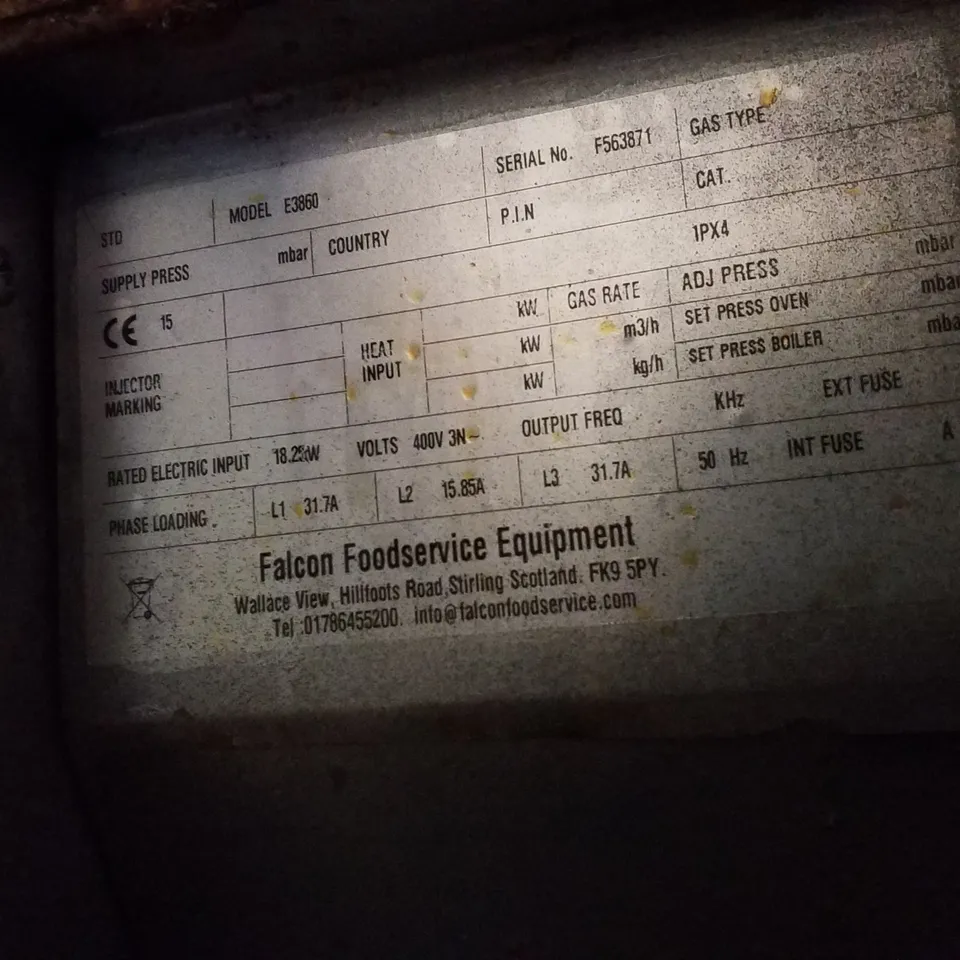 STD MODEL E3860 SERIAL No. F563871 GAS TYPE
SUPPLY PRESS mbar COUNTRY P.I.N CAT.
CE 15 1PX4
kW GAS RATE ADJ PRESS mbar
INJECTOR MARKING HEAT INPUT kW m3/h SET PRESS OVEN mbar
kW kg/h SET PRESS BOILER mba
RATED ELECTRIC INPUT VOLTS 400V 3N~ OUTPUT FREQ KHz EXT FUSE
PHASE LOADING. L1 31.7A L2 15.85A L3 31.7A 50 Hz INT FUSE A
Falcon Foodservice Equipment
Wallace View, Hillfoots Road,Stirling Scotland. FK9 5PY.
Tel :01786455200. info@falconfoodservice.com